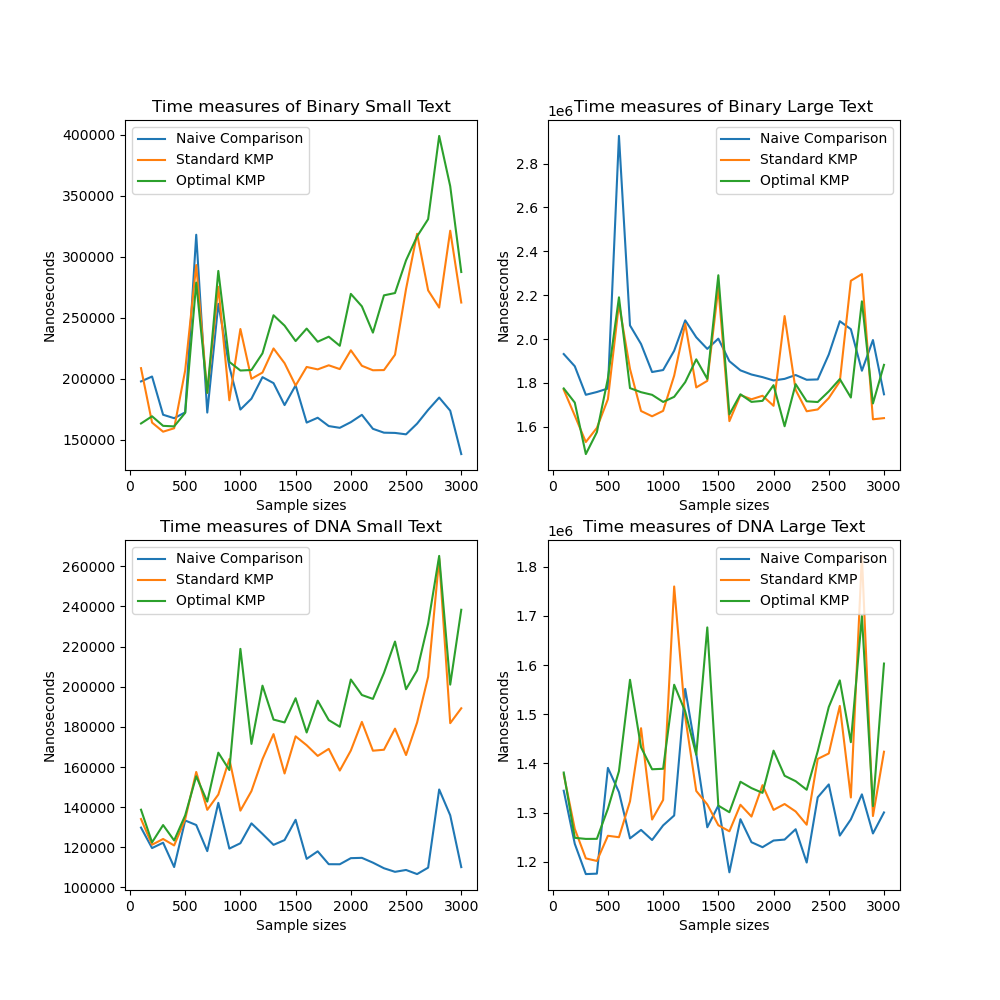 Time measures of Binary Small Text
400000
350000
300000
250000
200000
150000
Nanoseconds
Naive Comparison
Standard KMP
Optimal KMP
0 500 1000 1500 2000 2500 3000
Sample sizes
1e6
Time measures of Binary Large Text
2.8
2.6
2.4
2.2
2.0
1.8
1.6
Nanoseconds
Naive Comparison
Standard KMP
Optimal KMP
0 500 1000 1500 2000 2500 3000
Sample sizes
Time measures of DNA Small Text
260000
240000
220000
200000
180000
160000
140000
120000
100000
Nanoseconds
Naive Comparison
Standard KMP
Optimal KMP
0 500 1000 1500 2000 2500 3000
Sample sizes
1e6
Time measures of DNA Large Text
1.8
1.7
1.6
1.5
1.4
1.3
1.2
Nanoseconds
Naive Comparison
Standard KMP
Optimal KMP
0 500 1000 1500 2000 2500 3000
Sample sizes